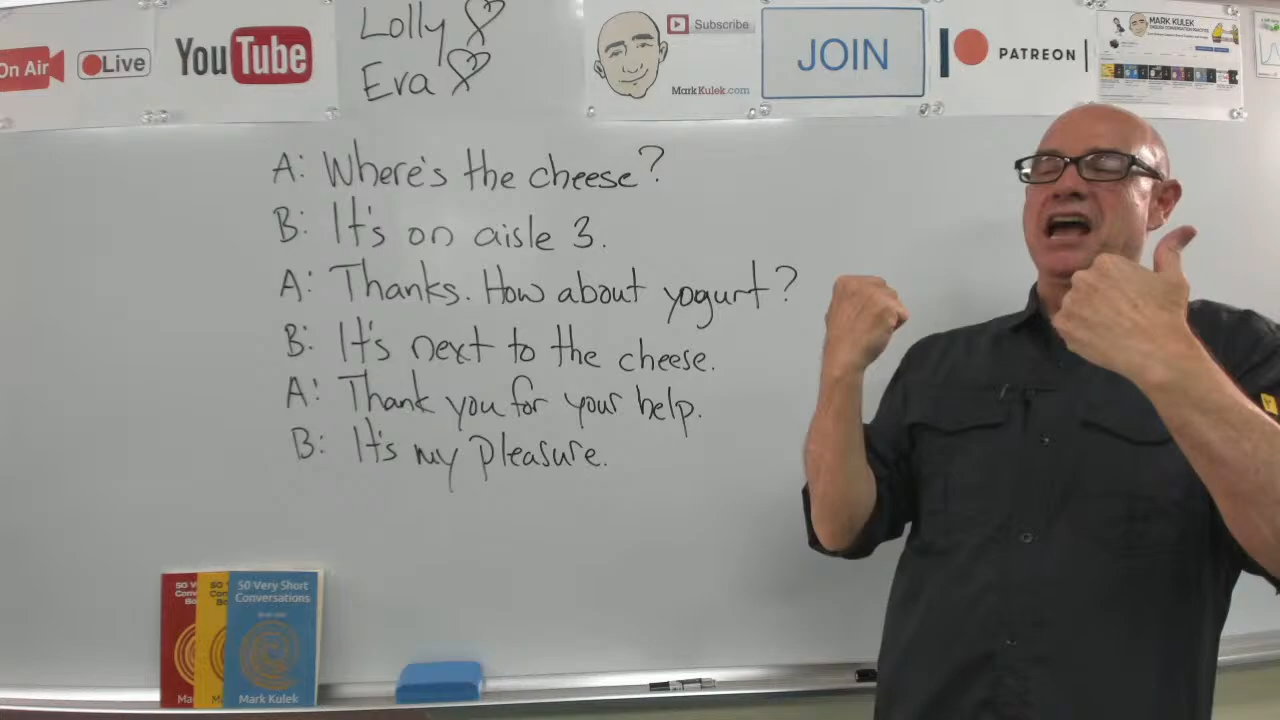 On Air
Live
YouTube
Lolly
Eva
Subscribe
MarkKulek.com
JOIN
PATREON
MARK KULEK
A: Where's the cheese?
B: It's on aisle 3.
A: Thanks. How about yogurt?
B: It's next to the cheese.
A: Thank you for your help.
B: It's my pleasure.
50 Very Short
Conversations
Mark Kulek